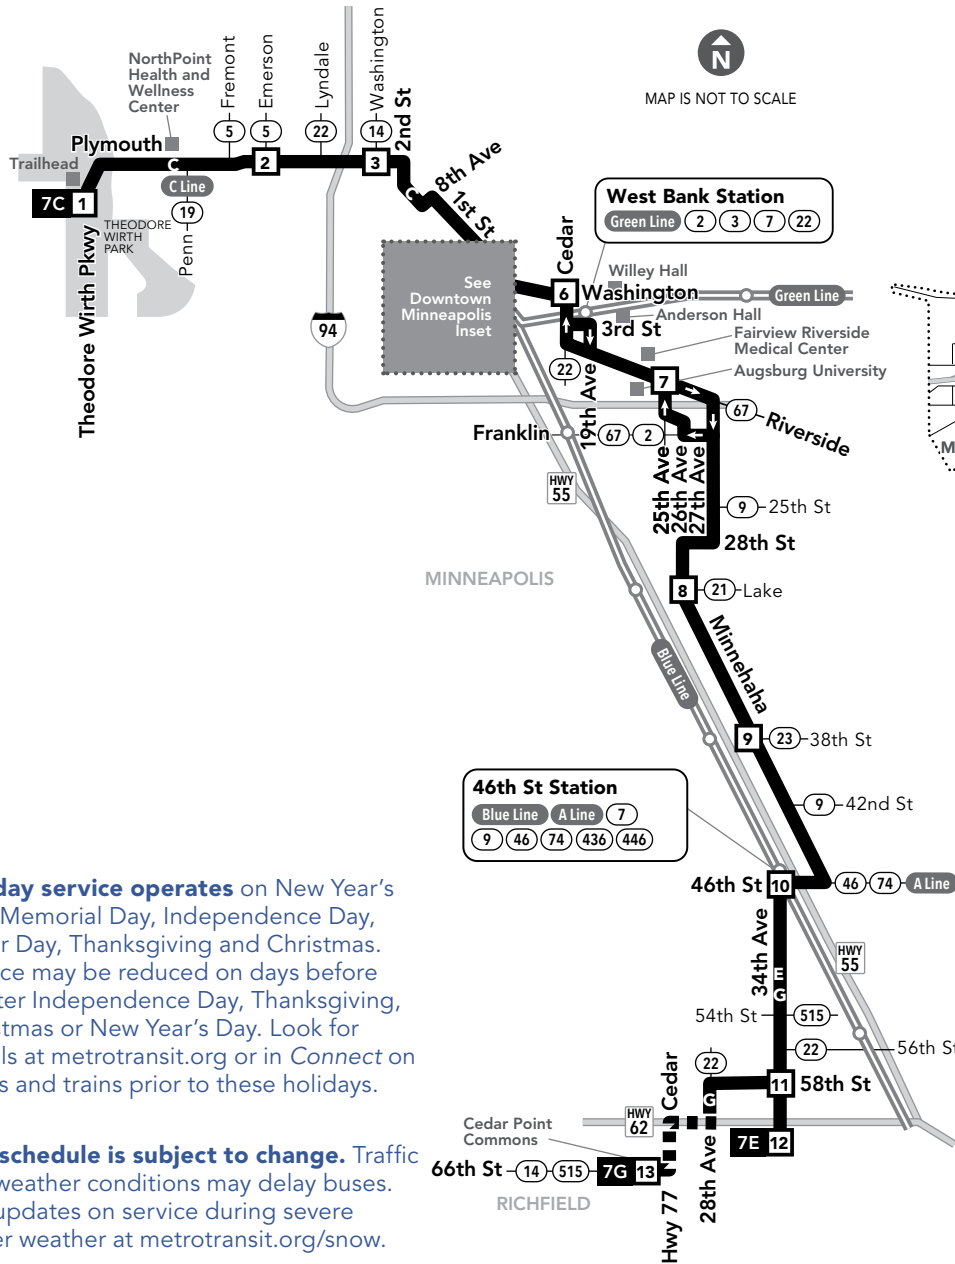 N
MAP IS NOT TO SCALE
NorthPoint
Health and
Wellness
Center
Fremont
Emerson
Lyndale
Washington
2nd St
5
5
22
14
Plymouth
Trailhead
C
2
3
C
8th Ave
1st St
C Line
7C 1
19
Penn
THEODORE
WIRTH
PARK
Theodore Wirth Pkwy
94
See
Downtown
Minneapolis
Inset
West Bank Station
Green Line 2 3 7 22
Cedar
Willey Hall
6
Washington
Green Line
Anderson Hall
3rd St
Fairview Riverside
Medical Center
22
19th Ave
7
Augsburg University
67
Riverside
Franklin
67 2
HWY
55
25th Ave
26th Ave
27th Ave
9 25th St
28th St
MINNEAPOLIS
8 21 Lake
Minnehaha
Blue Line
9 23 38th St
9 42nd St
46th St Station
Blue Line A Line 7
9 46 74 436 446
46th St 10
46 74 A Line
34th Ave
HWY
55
E
G
54th St 515
22 56th St
22
11 58th St
G
Cedar
HWY
62
28th Ave
7E 12
Cedar Point
Commons
66th St 14 515 7G 13
Hwy 77
RICHFIELD
M
day service operates on New Year's
Memorial Day, Independence Day,
r Day, Thanksgiving and Christmas.
ce may be reduced on days before
ter Independence Day, Thanksgiving,
stmas or New Year's Day. Look for
ls at metrotransit.org or in Connect on
s and trains prior to these holidays.
schedule is subject to change. Traffic
weather conditions may delay buses.
updates on service during severe
er weather at metrotransit.org/snow.